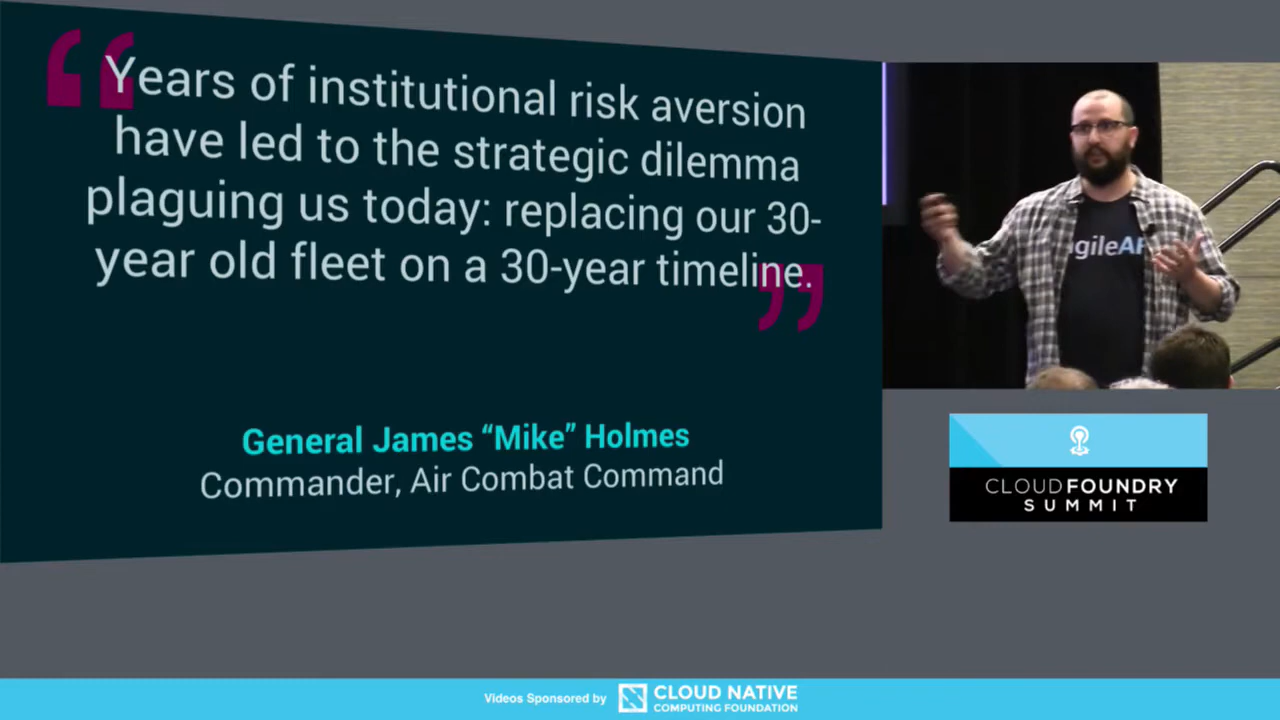 Years of institutional risk aversion
have led to the strategic dilemma
plaguing us today: replacing our 30-
year old fleet on a 30-year timeline.
General James “Mike” Holmes
Commander, Air Combat Command
CLOUDFOUNDRY
SUMMIT
Videos Sponsored by
CLOUD NATIVE
COMPUTING FOUNDATION